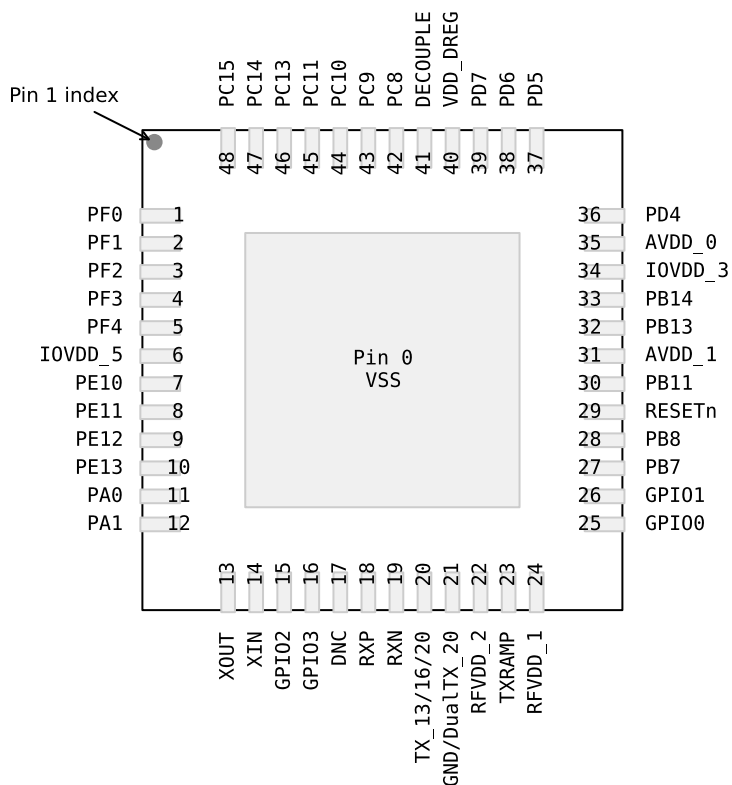 PC15
PC14
PC13
PC11
PC10
PC9
PC8
DECOUPLE
VDD_DREG
PD7
PD6
PD5
Pin 1 index
48
47
46
45
44
43
42
41
40
39
38
37
PF0 1
PF1 2
PF2 3
PF3 4
PF4 5
IOVDD_5 6
PE10 7
PE11 8
PE12 9
PE13 10
PA0 11
PA1 12
Pin 0
VSS
36 PD4
35 AVDD_0
34 IOVDD_3
33 PB14
32 PB13
31 AVDD_1
30 PB11
29 RESETn
28 PB8
27 PB7
26 GPIO1
25 GPIO0
13
14
15
16
17
18
19
20
21
22
23
24
XOUT
XIN
GPIO2
GPIO3
DNC
RXP
RXN
TX_13/16/20
GND/DualTX_20
RFVDD_2
TXRAMP
RFVDD_1